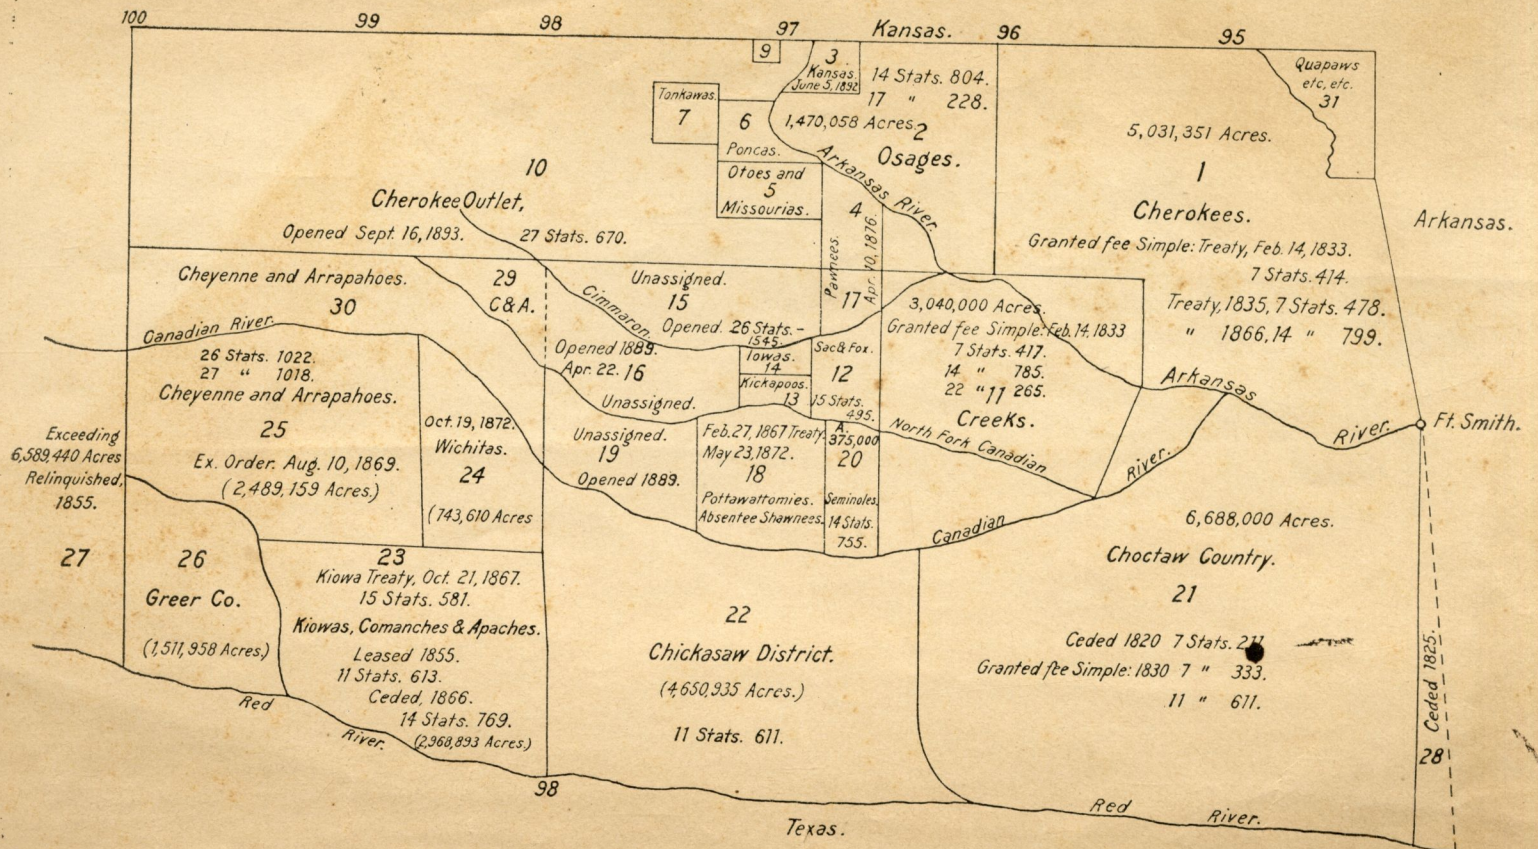 100 99 98 97 Kansas. 96 95
9
3
Kansas.
June 5, 1892
14 Stats. 804.
17 " 228.
1,470,058 Acres.
2
Osages.
Tonkawas.
7
6
Poncas.
Otoes and
5
Missourias.
Arkansas River.
4
Pawnees.
Apr. 10, 1876.
17
Quapaws
etc, etc.
31
5,031,351 Acres.
1
Cherokees.
Granted fee Simple: Treaty, Feb. 14, 1833.
7 Stats. 414.
Treaty, 1835, 7 Stats. 478.
" 1866, 14 " 799.
Arkansas.
10
Cherokee Outlet,
Opened Sept. 16, 1893. 27 Stats. 670.
Cheyenne and Arrapahoes.
30
29
C&A.
Cimmaron
Unassigned.
15
Opened. 26 Stats.-
1545.
Canadian River.
26 Stats. 1022.
27 " 1018.
Cheyenne and Arrapahoes.
25
Ex. Order. Aug. 10, 1869.
(2,489,159 Acres.)
Opened 1889.
Apr. 22. 16
Unassigned.
Iowas.
14
Kickapoos.
13
Sac & Fox.
12
15 Stats.
495.
3,040,000 Acres.
Granted fee Simple: Feb. 14. 1833
7 Stats. 417.
14 " 785.
22 " 11 265.
Creeks.
North Fork Canadian
River.
Arkansas
River.
Ft. Smith.
Exceeding
6,589,440 Acres
Relinquished,
1855.
27
Oct. 19, 1872.
Wichitas.
24
(743,610 Acres
Unassigned.
19
Opened 1889.
Feb. 27, 1867 Treaty.
May 23, 1872.
18
Pottawattomies.
Absentee Shawnees.
A.
375,000
20
Seminoles.
14 Stats.
755.
Canadian
26
Greer Co.
(1,511,958 Acres.)
23
Kiowa Treaty, Oct. 21, 1867.
15 Stats. 581.
Kiowas, Comanches & Apaches.
Leased 1855.
11 Stats. 613.
Ceded, 1866.
14 Stats. 769.
(2,968,893 Acres.)
22
Chickasaw District.
(4,650,935 Acres.)
11 Stats. 611.
6,688,000 Acres.
Choctaw Country.
21
Ceded 1820 7 Stats. 211
Granted fee Simple: 1830 7 " 333.
11 " 611.
Ceded 1825.
28
Red
River.
98
Red River.
Texas.